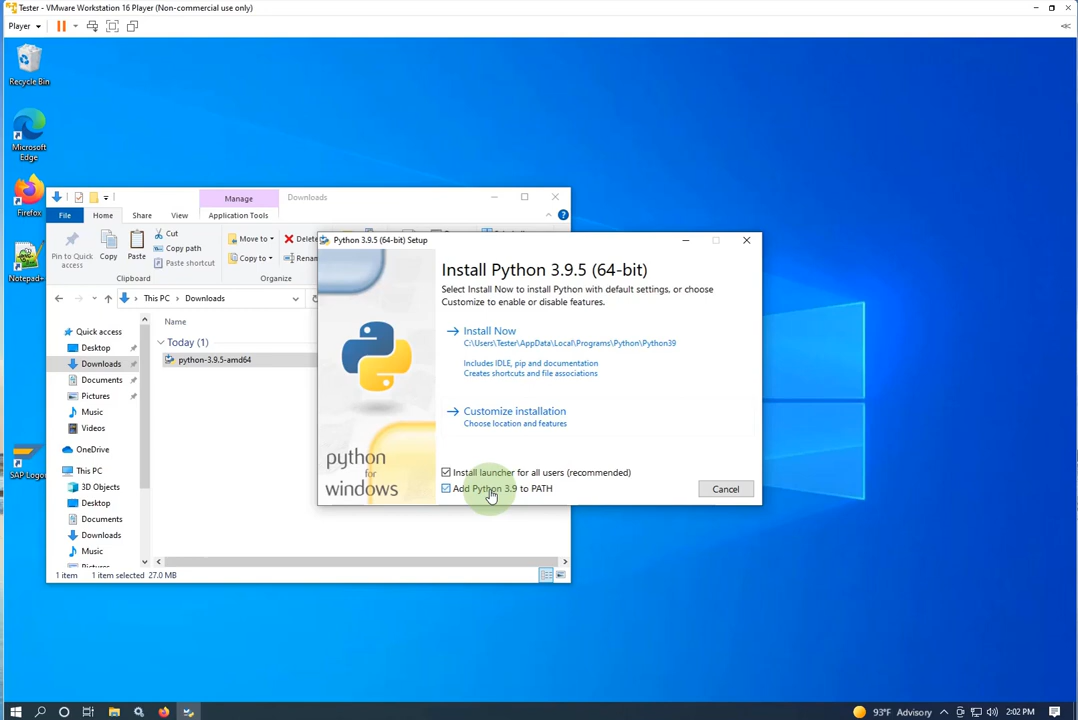 Tester - VMware Workstation 16 Player (Non-commercial use only)
Player
Recycle Bin
Microsoft
Edge
Firefox
Notepad+
SAP Logo
Manage
Downloads
File
Home
Share
View
Application Tools
Pin to Quick
access
Copy
Paste
Cut
Copy path
Paste shortcut
Clipboard
Move to
Copy to
Delete
Renam
Organize
This PC
Downloads
Quick access
Desktop
Downloads
Documents
Pictures
Music
Videos
OneDrive
This PC
3D Objects
Desktop
Documents
Downloads
Music
Name
Today (1)
python-3.9.5-amd64
1 item
1 item selected 27.0 MB
Python 3.9.5 (64-bit) Setup
Install Python 3.9.5 (64-bit)
Select Install Now to install Python with default settings, or choose
Customize to enable or disable features.
Install Now
C:\Users\Tester\AppData\Local\Programs\Python\Python39
Includes IDLE, pip and documentation
Creates shortcuts and file associations
Customize installation
Choose location and features
python
for
windows
Install launcher for all users (recommended)
Add Python 3.9 to PATH
Cancel
93°F Advisory
2:02 PM